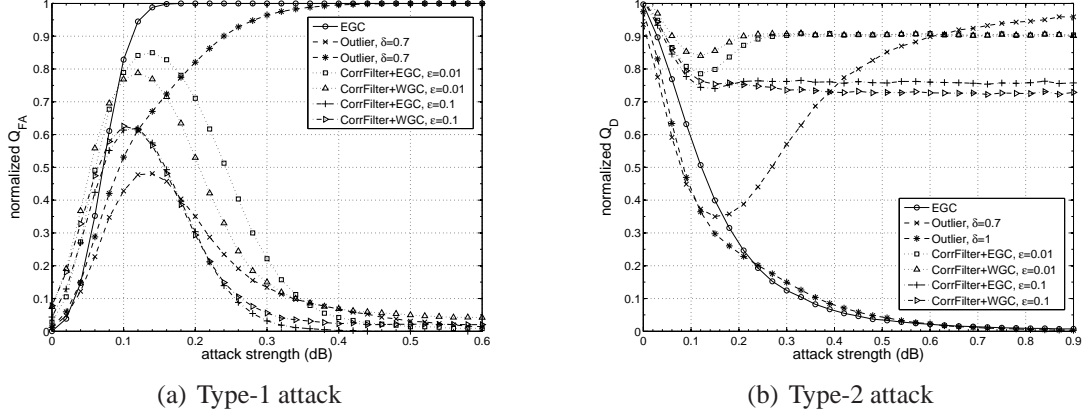 normalized Q_FA
1
0.9
0.8
0.7
0.6
0.5
0.4
0.3
0.2
0.1
0
0 0.1 0.2 0.3 0.4 0.5 0.6
attack strength (dB)
EGC
Outlier, δ=0.7
Outlier, δ=0.7
CorrFilter+EGC, ε=0.01
CorrFilter+WGC, ε=0.01
CorrFilter+EGC, ε=0.1
CorrFilter+WGC, ε=0.1
(a) Type-1 attack
normalized Q_D
1
0.9
0.8
0.7
0.6
0.5
0.4
0.3
0.2
0.1
0
0 0.1 0.2 0.3 0.4 0.5 0.6 0.7 0.8 0.9
attack strength (dB)
EGC
Outlier, δ=0.7
Outlier, δ=1
CorrFilter+EGC, ε=0.01
CorrFilter+WGC, ε=0.01
CorrFilter+EGC, ε=0.1
CorrFilter+WGC, ε=0.1
(b) Type-2 attack